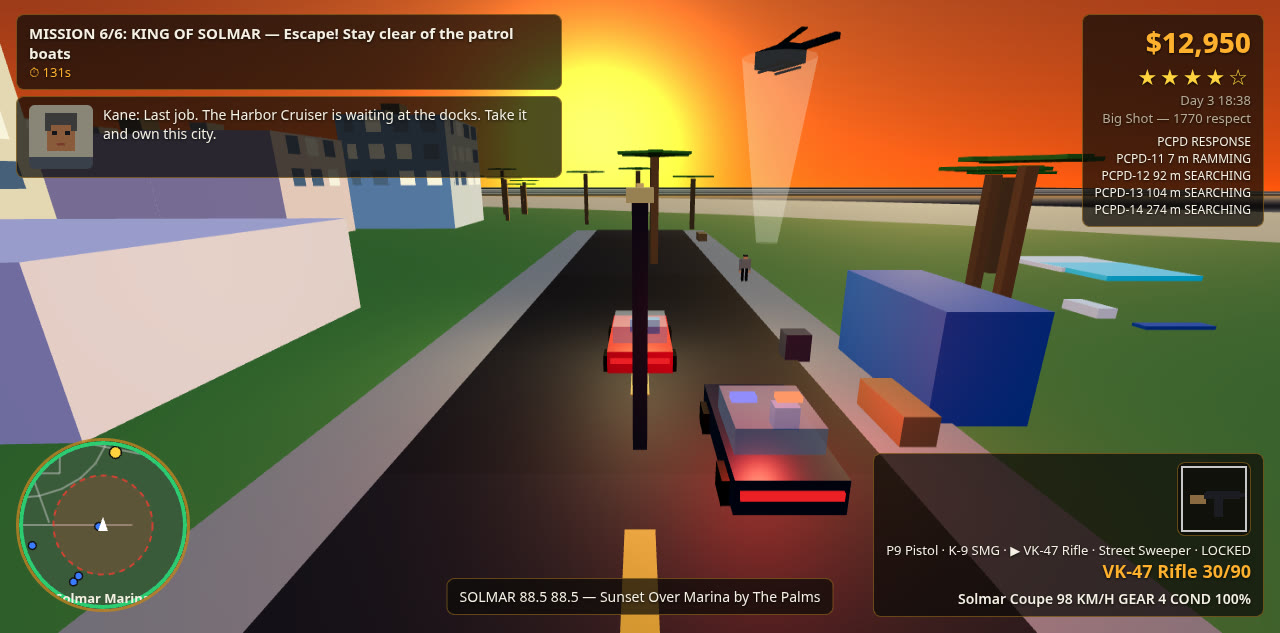 MISSION 6/6: KING OF SOLMAR — Escape! Stay clear of the patrol
boats
⏱ 131s
Kane: Last job. The Harbor Cruiser is waiting at the docks. Take it
and own this city.
$12,950
★★★★☆
Day 3 18:38
Big Shot — 1770 respect
PCPD RESPONSE
PCPD-11 7 m RAMMING
PCPD-12 92 m SEARCHING
PCPD-13 104 m SEARCHING
PCPD-14 274 m SEARCHING
Solmar Marina
SOLMAR 88.5 88.5 — Sunset Over Marina by The Palms
P9 Pistol · K-9 SMG · ▶ VK-47 Rifle · Street Sweeper · LOCKED
VK-47 Rifle 30/90
Solmar Coupe 98 KM/H GEAR 4 COND 100%